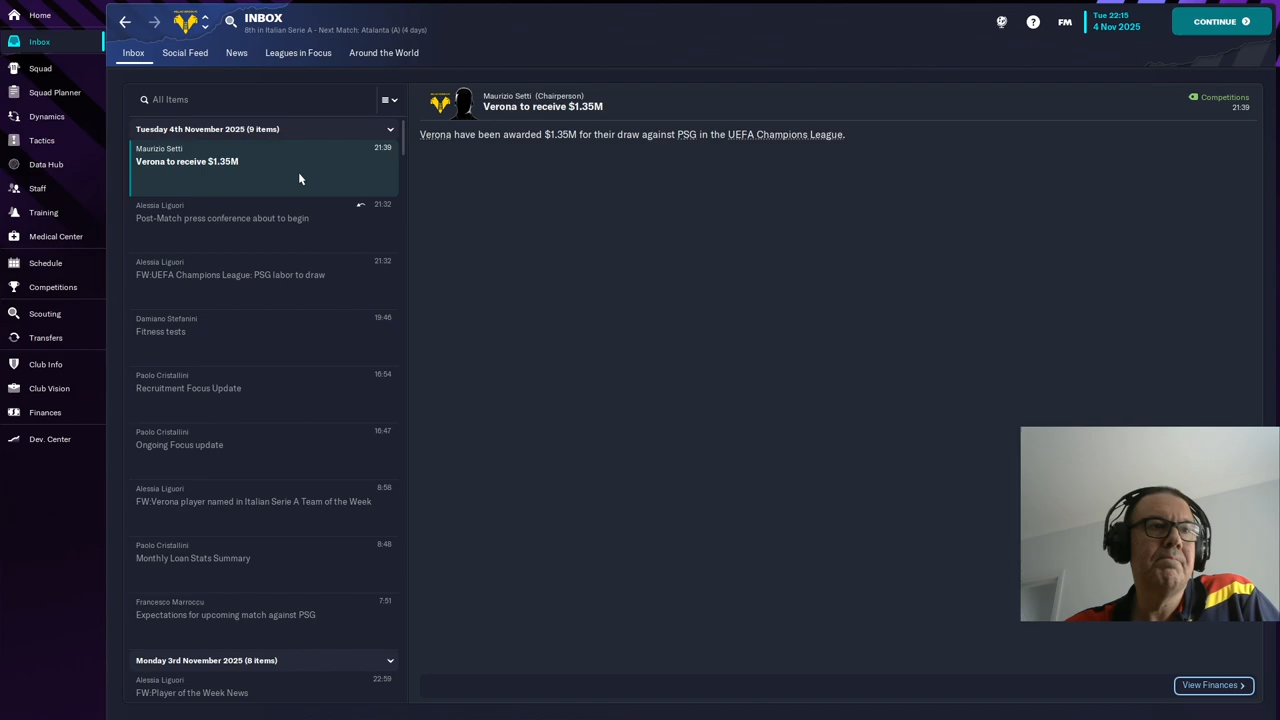 Home
Inbox
Squad
Squad Planner
Dynamics
Tactics
Data Hub
Staff
Training
Medical Center
Schedule
Competitions
Scouting
Transfers
Club Info
Club Vision
Finances
Dev. Center
INBOX
8th in Italian Serie A - Next Match: Atalanta (A) (4 days)
FM
Tue 22:15
4 Nov 2025
CONTINUE
Inbox
Social Feed
News
Leagues in Focus
Around the World
All Items
Tuesday 4th November 2025 (9 items)
Maurizio Setti 21:39
Verona to receive $1.35M
Alessia Liguori 21:32
Post-Match press conference about to begin
Alessia Liguori 21:32
FW:UEFA Champions League: PSG labor to draw
Damiano Stefanini 19:46
Fitness tests
Paolo Cristallini 16:54
Recruitment Focus Update
Paolo Cristallini 16:47
Ongoing Focus update
Alessia Liguori 8:58
FW:Verona player named in Italian Serie A Team of the Week
Paolo Cristallini 8:48
Monthly Loan Stats Summary
Francesco Marroccu 7:51
Expectations for upcoming match against PSG
Monday 3rd November 2025 (8 items)
Alessia Liguori 22:59
FW:Player of the Week News
Maurizio Setti (Chairperson)
Verona to receive $1.35M
Competitions
21:39
Verona have been awarded $1.35M for their draw against PSG in the UEFA Champions League.
View Finances